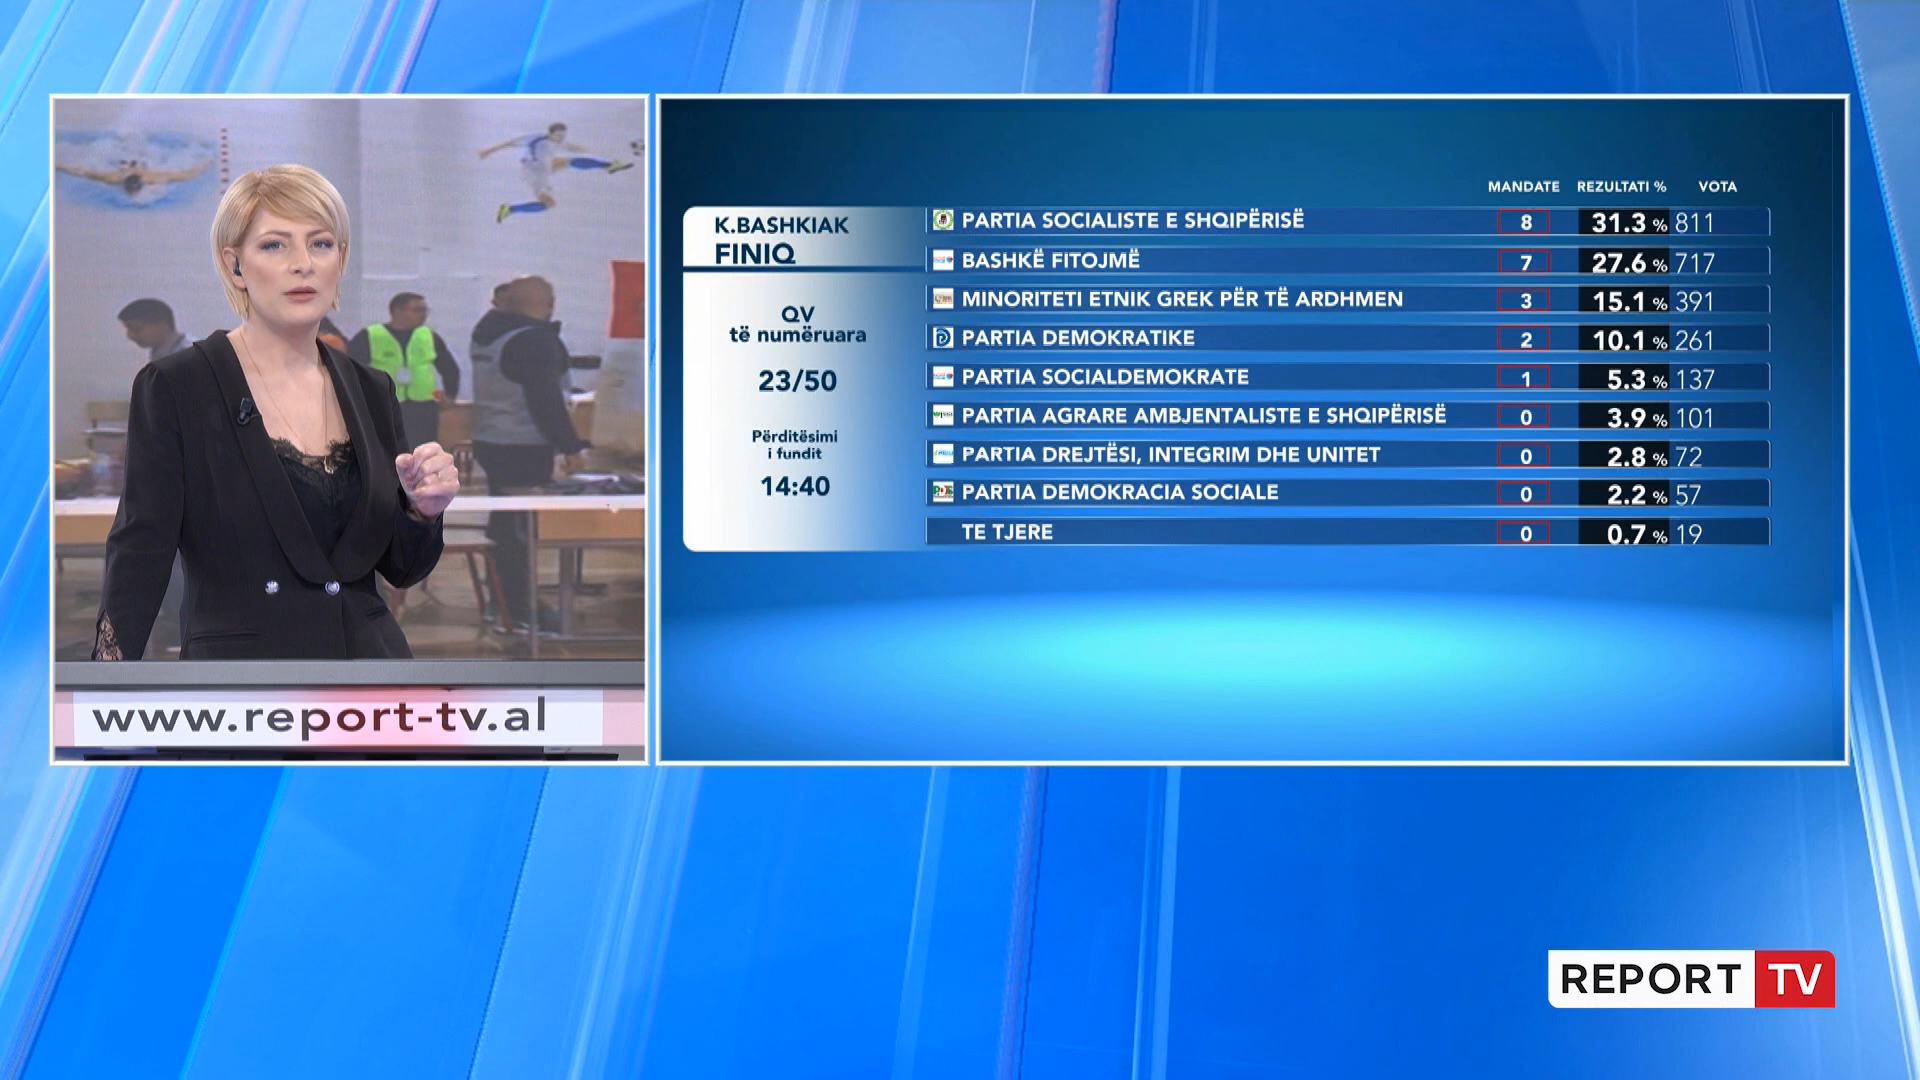 MANDATE REZULTATI % VOTA
K.BASHKIAK
FINIQ
QV
të numëruara
23/50
Përditësimi
i fundit
14:40
PARTIA SOCIALISTE E SHQIPËRISË 8 31.3 % 811
BASHKË FITOJMË 7 27.6 % 717
MINORITETI ETNIK GREK PËR TË ARDHMEN 3 15.1 % 391
PARTIA DEMOKRATIKE 2 10.1 % 261
PARTIA SOCIALDEMOKRATE 1 5.3 % 137
PARTIA AGRARE AMBJENTALISTE E SHQIPËRISË 0 3.9 % 101
PARTIA DREJTËSI, INTEGRIM DHE UNITET 0 2.8 % 72
PARTIA DEMOKRACIA SOCIALE 0 2.2 % 57
TE TJERE 0 0.7 % 19
www.report-tv.al
REPORT TV